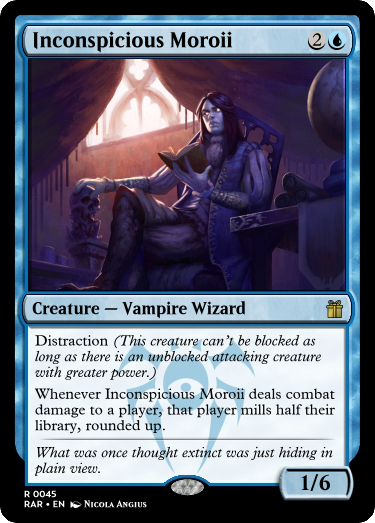 Inconspicious Moroii 2
Creature — Vampire Wizard
Distraction (This creature can't be blocked as
long as there is an unblocked attacking creature
with greater power.)
Whenever Inconspicious Moroii deals combat
damage to a player, that player mills half their
library, rounded up.
What was once thought extinct was just hiding in
plain view.
1/6
R 0045
RAR • EN Nicola Angius